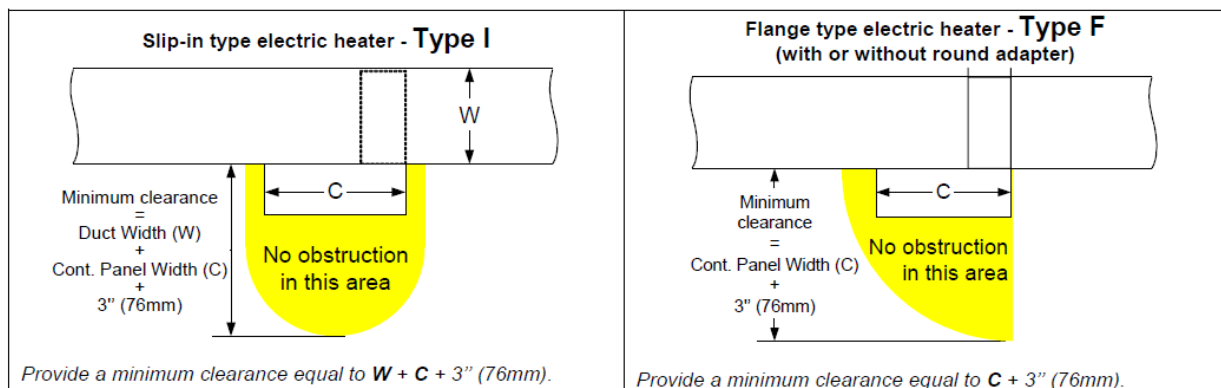 Slip-in type electric heater - Type I
W
C
Minimum clearance
=
Duct Width (W)
+
Cont. Panel Width (C)
+
3" (76mm)
No obstruction
in this area
Provide a minimum clearance equal to W + C + 3" (76mm).
Flange type electric heater - Type F
(with or without round adapter)
C
Minimum
clearance
=
Cont. Panel Width (C)
+
3" (76mm)
No obstruction
in this area
Provide a minimum clearance equal to C + 3" (76mm).